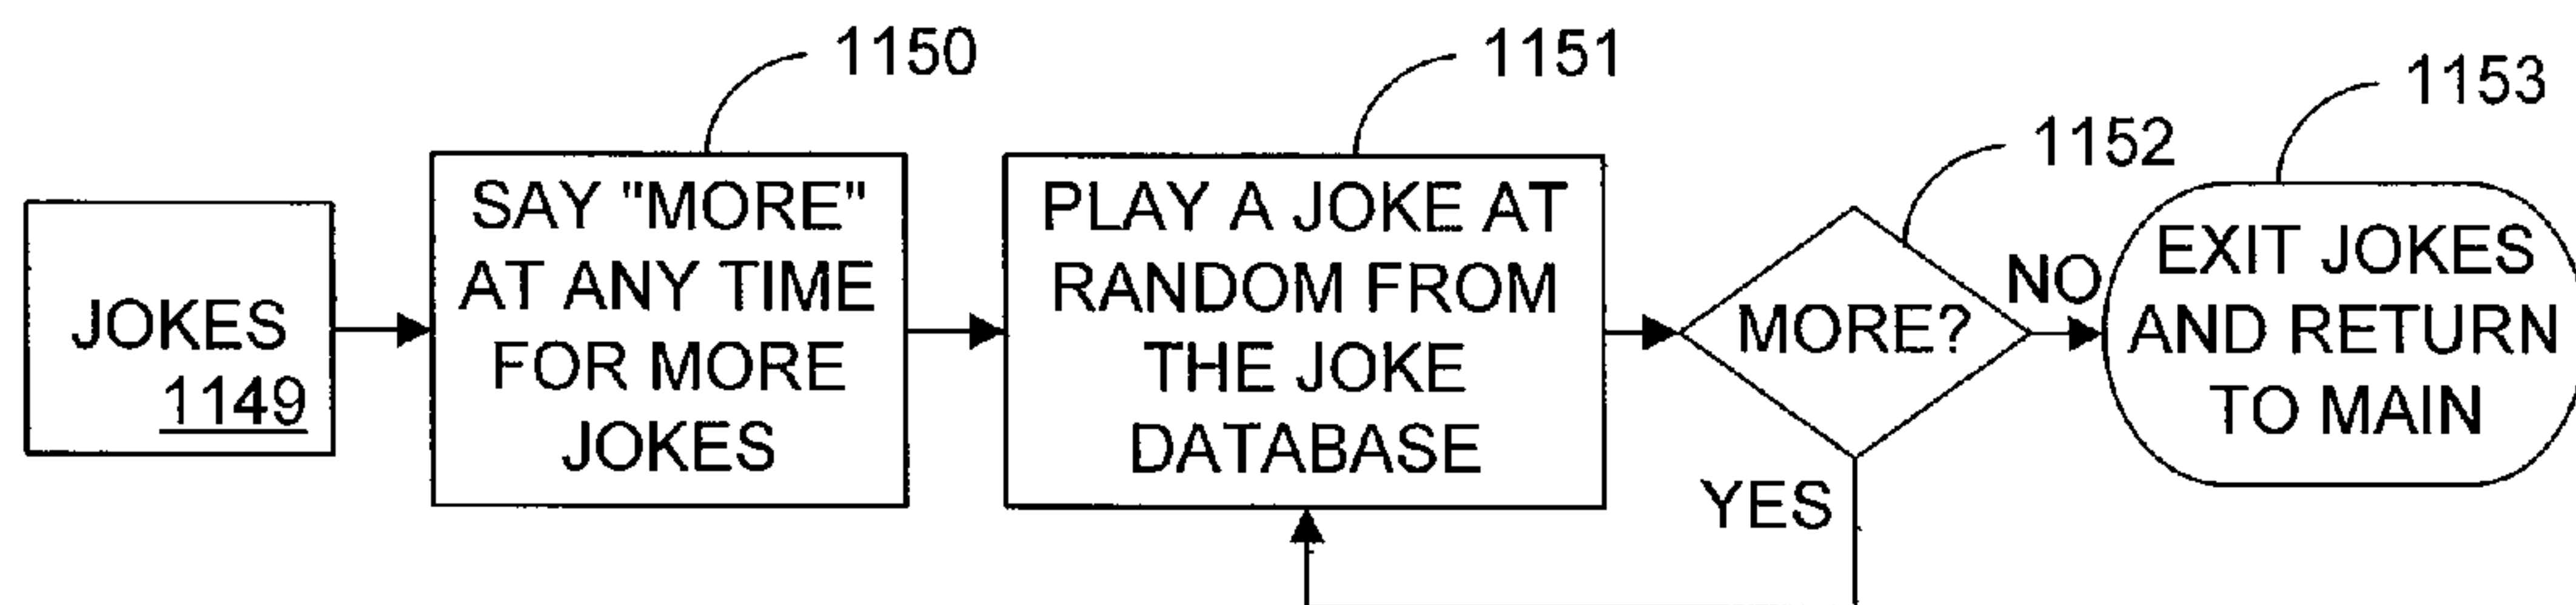 1150
1151
1153
1152
JOKES
1149
SAY "MORE"
AT ANY TIME
FOR MORE
JOKES
PLAY A JOKE AT
RANDOM FROM
THE JOKE
DATABASE
MORE?
NO
YES
EXIT JOKES
AND RETURN
TO MAIN